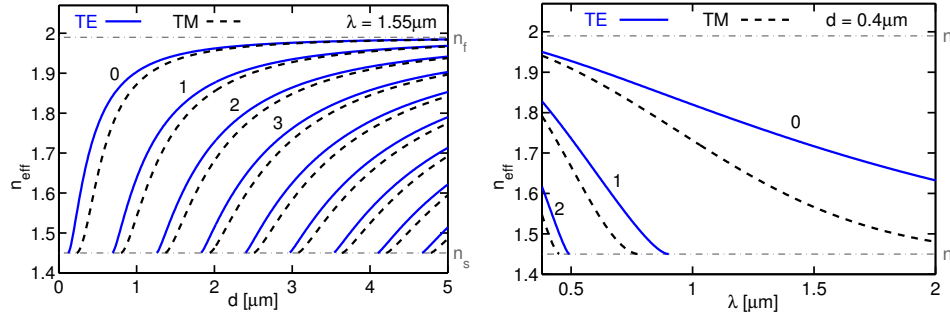 TE TM λ = 1.55μm
2
1.9
1.8
1.7
1.6
1.5
1.4
n_eff
0 1 2 3
n_f
n_s
0 1 2 3 4 5
d [μm]
TE TM d = 0.4μm
2
1.9
1.8
1.7
1.6
1.5
1.4
n_eff
0
1
2
n
n
0.5 1 1.5 2
λ [μm]